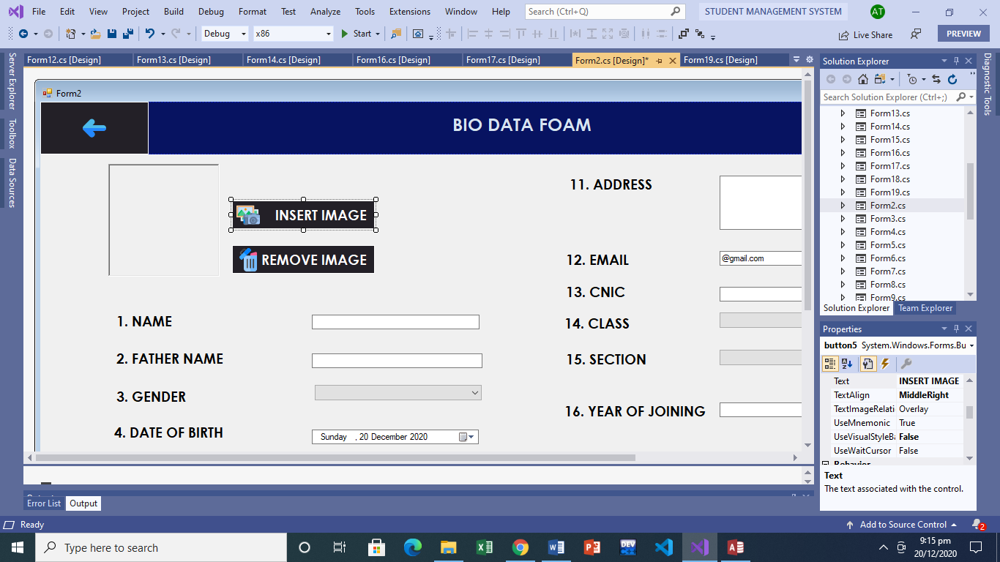 File Edit View Project Build Debug Format Test Analyze Tools Extensions Window Help Search (Ctrl+Q) STUDENT MANAGEMENT SYSTEM AT
Debug x86 Start Live Share PREVIEW
Server Explorer
Toolbox
Data Sources
Form12.cs [Design] Form13.cs [Design] Form14.cs [Design] Form16.cs [Design] Form17.cs [Design] Form2.cs [Design]* Form19.cs [Design]
Form2
BIO DATA FOAM
INSERT IMAGE
REMOVE IMAGE
1. NAME
2. FATHER NAME
3. GENDER
4. DATE OF BIRTH
Sunday , 20 December 2020
11. ADDRESS
12. EMAIL
@gmail.com
13. CNIC
14. CLASS
15. SECTION
16. YEAR OF JOINING
Solution Explorer
Search Solution Explorer (Ctrl+;)
Form13.cs
Form14.cs
Form15.cs
Form16.cs
Form17.cs
Form18.cs
Form19.cs
Form2.cs
Form3.cs
Form4.cs
Form5.cs
Form6.cs
Form7.cs
Form8.cs
Form9.cs
Solution Explorer Team Explorer
Properties
button5 System.Windows.Forms.Bu
Text INSERT IMAGE
TextAlign MiddleRight
TextImageRelati Overlay
UseMnemonic True
UseVisualStyleBa False
UseWaitCursor False
Behavior
Text
The text associated with the control.
Diagnostic Tools
Error List Output
Ready Add to Source Control 2
Type here to search
DEV
9:15 pm
20/12/2020